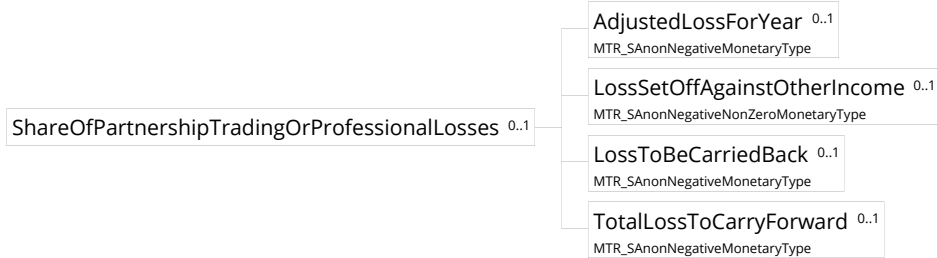 AdjustedLossForYear 0..1
MTR_SAnonNegativeMonetaryType
LossSetOffAgainstOtherIncome 0..1
MTR_SAnonNegativeNonZeroMonetaryType
ShareOfPartnershipTradingOrProfessionalLosses 0..1
LossToBeCarriedBack 0..1
MTR_SAnonNegativeMonetaryType
TotalLossToCarryForward 0..1
MTR_SAnonNegativeMonetaryType